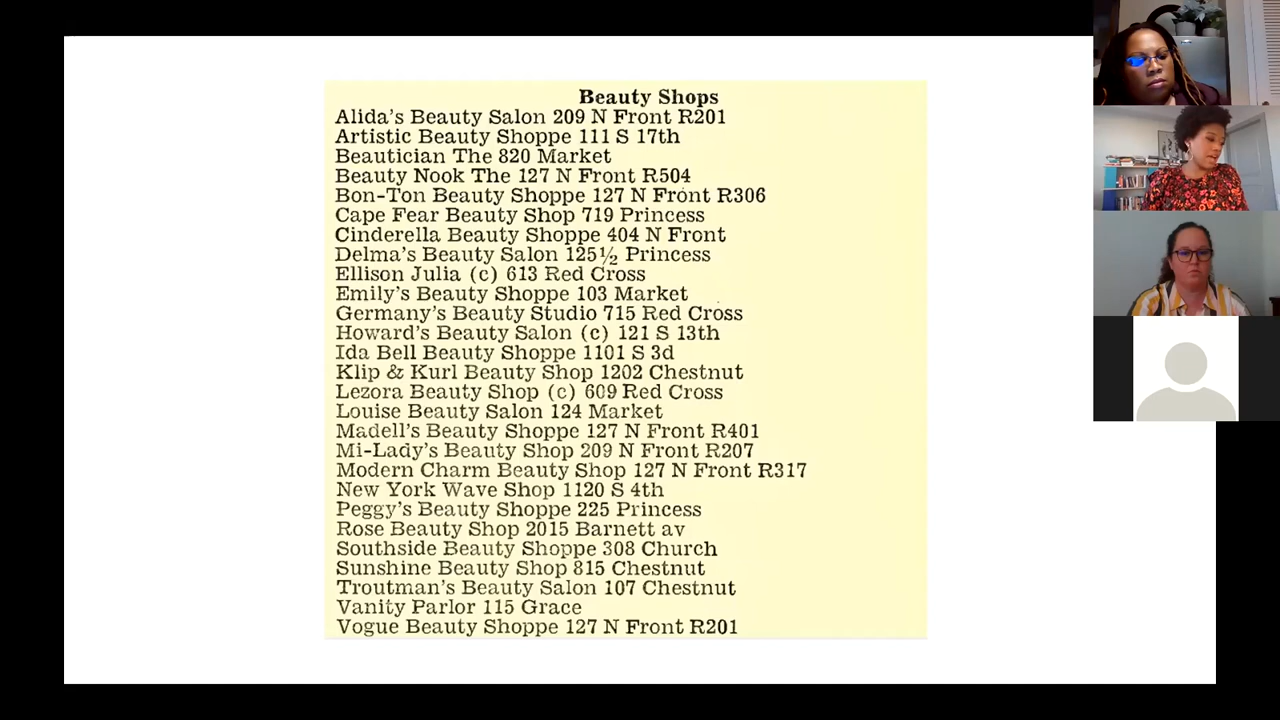 Beauty Shops
Alida's Beauty Salon 209 N Front R201
Artistic Beauty Shoppe 111 S 17th
Beautician The 820 Market
Beauty Nook The 127 N Front R504
Bon-Ton Beauty Shoppe 127 N Front R306
Cape Fear Beauty Shop 719 Princess
Cinderella Beauty Shoppe 404 N Front
Delma's Beauty Salon 125½ Princess
Ellison Julia (c) 613 Red Cross
Emily's Beauty Shoppe 103 Market
Germany's Beauty Studio 715 Red Cross
Howard's Beauty Salon (c) 121 S 13th
Ida Bell Beauty Shoppe 1101 S 3d
Klip & Kurl Beauty Shop 1202 Chestnut
Lezora Beauty Shop (c) 609 Red Cross
Louise Beauty Salon 124 Market
Madell's Beauty Shoppe 127 N Front R401
Mi-Lady's Beauty Shop 209 N Front R207
Modern Charm Beauty Shop 127 N Front R317
New York Wave Shop 1120 S 4th
Peggy's Beauty Shoppe 225 Princess
Rose Beauty Shop 2015 Barnett av
Southside Beauty Shoppe 308 Church
Sunshine Beauty Shop 815 Chestnut
Troutman's Beauty Salon 107 Chestnut
Vanity Parlor 115 Grace
Vogue Beauty Shoppe 127 N Front R201